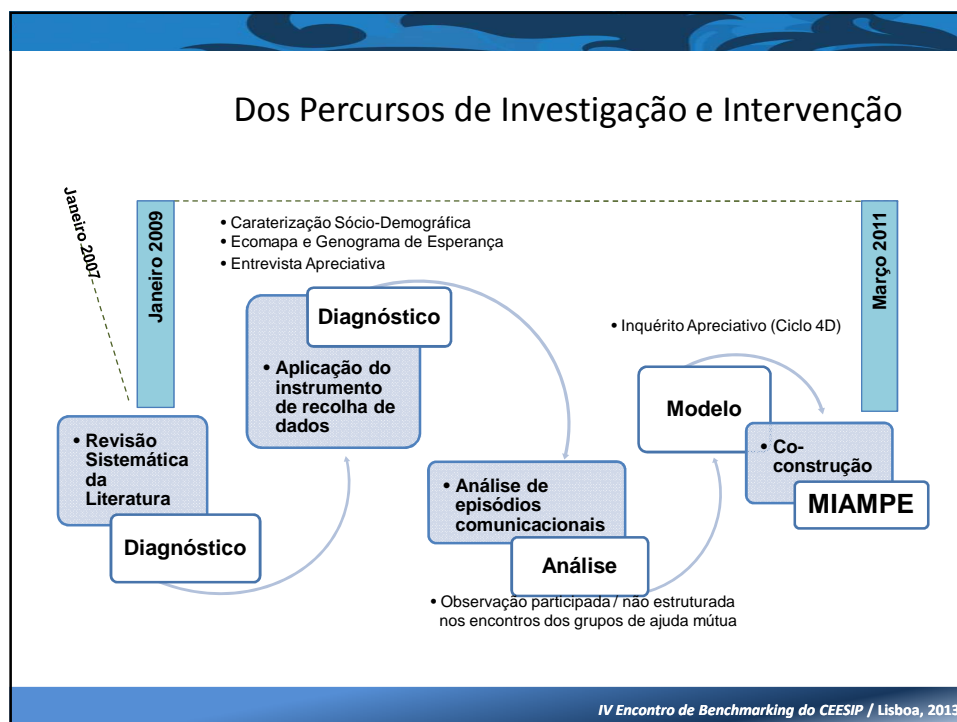 Dos Percursos de Investigação e Intervenção
Janeiro 2007
Janeiro 2009
• Caraterização Sócio-Demográfica
• Ecomapa e Genograma de Esperança
• Entrevista Apreciativa
Março 2011
Diagnóstico
• Aplicação do
instrumento
de recolha de
dados
• Inquérito Apreciativo (Ciclo 4D)
Modelo
• Revisão
Sistemática
da
Literatura
Diagnóstico
• Análise de
episódios
comunicacionais
Análise
• Co-
construção
MIAMPE
• Observação participada / não estruturada
nos encontros dos grupos de ajuda mútua
IV Encontro de Benchmarking do CEESIP / Lisboa, 2013